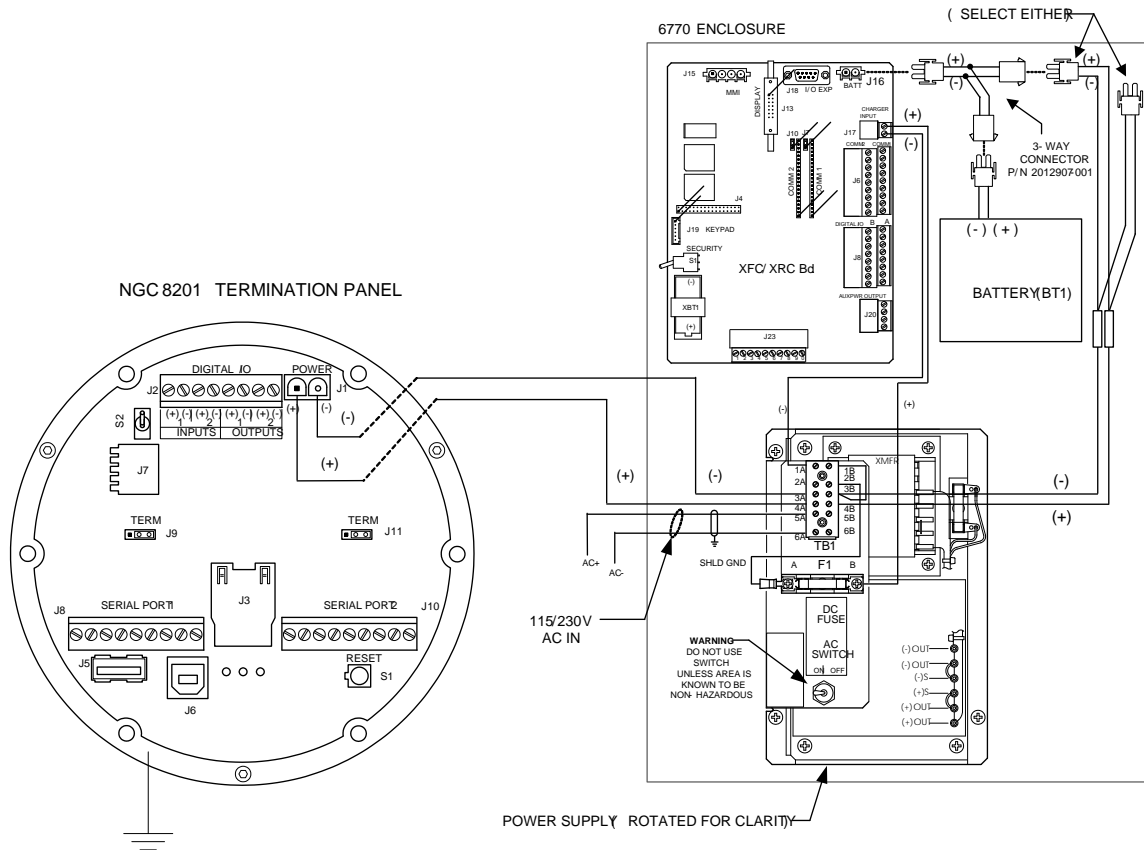 ( SELECT EITHER
6770 ENCLOSURE
J15
MMI
DISPLAY
J18
I/O EXP
J13
BATT
J16
(+)
(-)
(+)
(-)
CHARGER
INPUT
J17
(+)
(-)
J10
J7
COMM 2
COMM 1
COMM2
COMM1
J6
J4
J19 KEYPAD
DIGITAL I/O B A
J8
SECURITY
S1
(-)
XBT1
(+)
XFC/ XRC Bd
AUXPWR OUTPUT
J20
J23
3- WAY
CONNECTOR
P/ N 2012907-001
(-) (+)
BATTERY(BT1)
NGC 8201 TERMINATION PANEL
DIGITAL I/O
POWER
J2
J1
(+) (-) (+) (-) (+) (-) (+) (-)
1 2 1 2
INPUTS OUTPUTS
(+)
(-)
(-)
(+)
S2
J7
TERM
J9
TERM
J11
J3
J8
SERIAL PORT1
SERIAL PORT2
J10
J5
J6
RESET
S1
(-)
(+)
(+)
(-)
(-)
(+)
1A
2A
3A
4A
5A
6A
1B
2B
3B
4B
5B
6B
XMFR
TB1
AC+
AC-
SHLD GND
A F1 B
115/230V
AC IN
DC
FUSE
AC
SWITCH
ON OFF
WARNING
DO NOT USE
SWITCH
UNLESS AREA IS
KNOWN TO BE
NON- HAZARDOUS
(-) OUT
(-) OUT
(-)S
(+)S
(+) OUT
(+) OUT
POWER SUPPLY ( ROTATED FOR CLARITY)